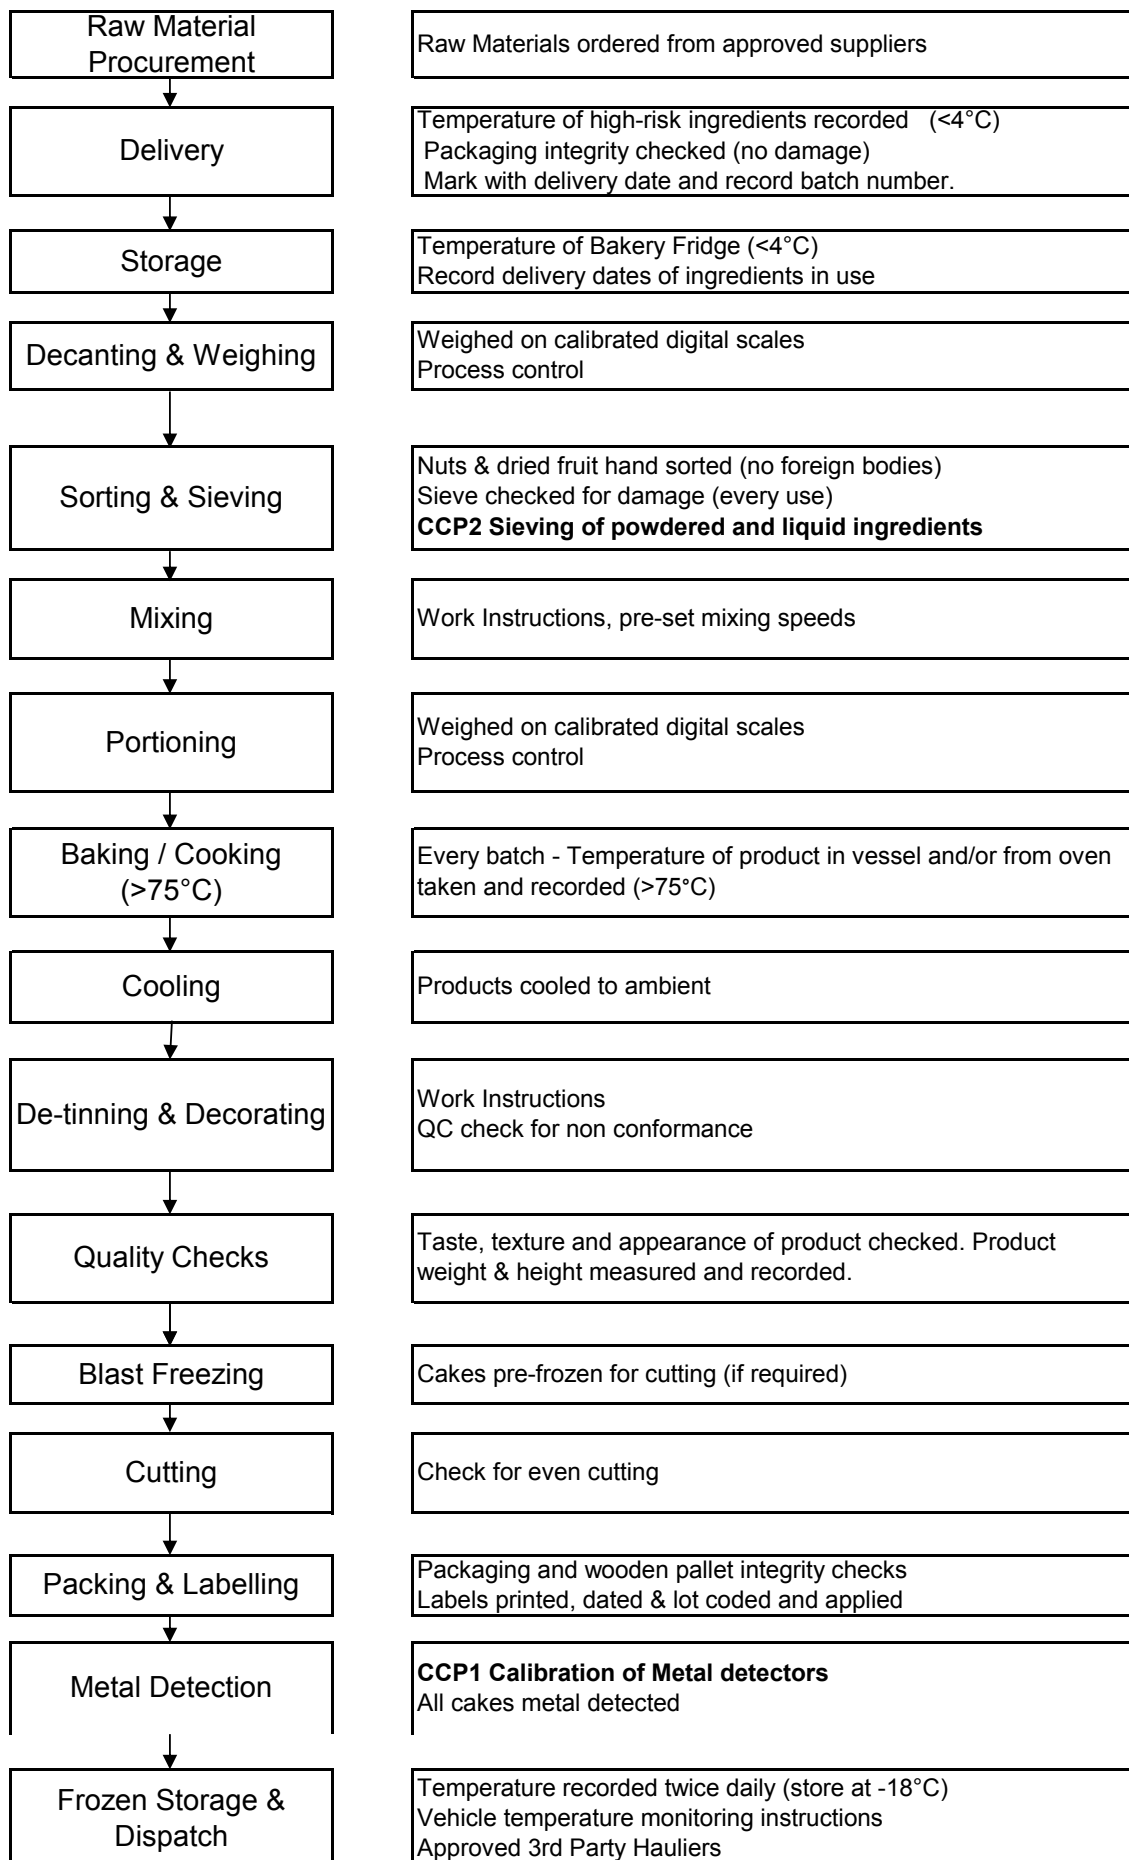 Raw Material
Procurement
Raw Materials ordered from approved suppliers
Delivery
Temperature of high-risk ingredients recorded (<4°C)
Packaging integrity checked (no damage)
Mark with delivery date and record batch number.
Storage
Temperature of Bakery Fridge (<4°C)
Record delivery dates of ingredients in use
Decanting & Weighing
Weighed on calibrated digital scales
Process control
Sorting & Sieving
Nuts & dried fruit hand sorted (no foreign bodies)
Sieve checked for damage (every use)
CCP2 Sieving of powdered and liquid ingredients
Mixing
Work Instructions, pre-set mixing speeds
Portioning
Weighed on calibrated digital scales
Process control
Baking / Cooking
(>75°C)
Every batch - Temperature of product in vessel and/or from oven
taken and recorded (>75°C)
Cooling
Products cooled to ambient
De-tinning & Decorating
Work Instructions
QC check for non conformance
Quality Checks
Taste, texture and appearance of product checked. Product
weight & height measured and recorded.
Blast Freezing
Cakes pre-frozen for cutting (if required)
Cutting
Check for even cutting
Packing & Labelling
Packaging and wooden pallet integrity checks
Labels printed, dated & lot coded and applied
Metal Detection
CCP1 Calibration of Metal detectors
All cakes metal detected
Frozen Storage &
Dispatch
Temperature recorded twice daily (store at -18°C)
Vehicle temperature monitoring instructions
Approved 3rd Party Hauliers